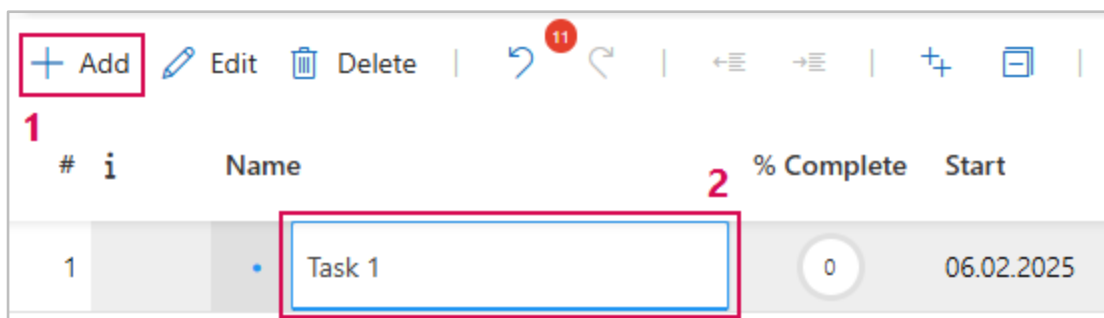 Add Edit Delete 11
1
# i Name 2 % Complete Start
1 Task 1 0 06.02.2025